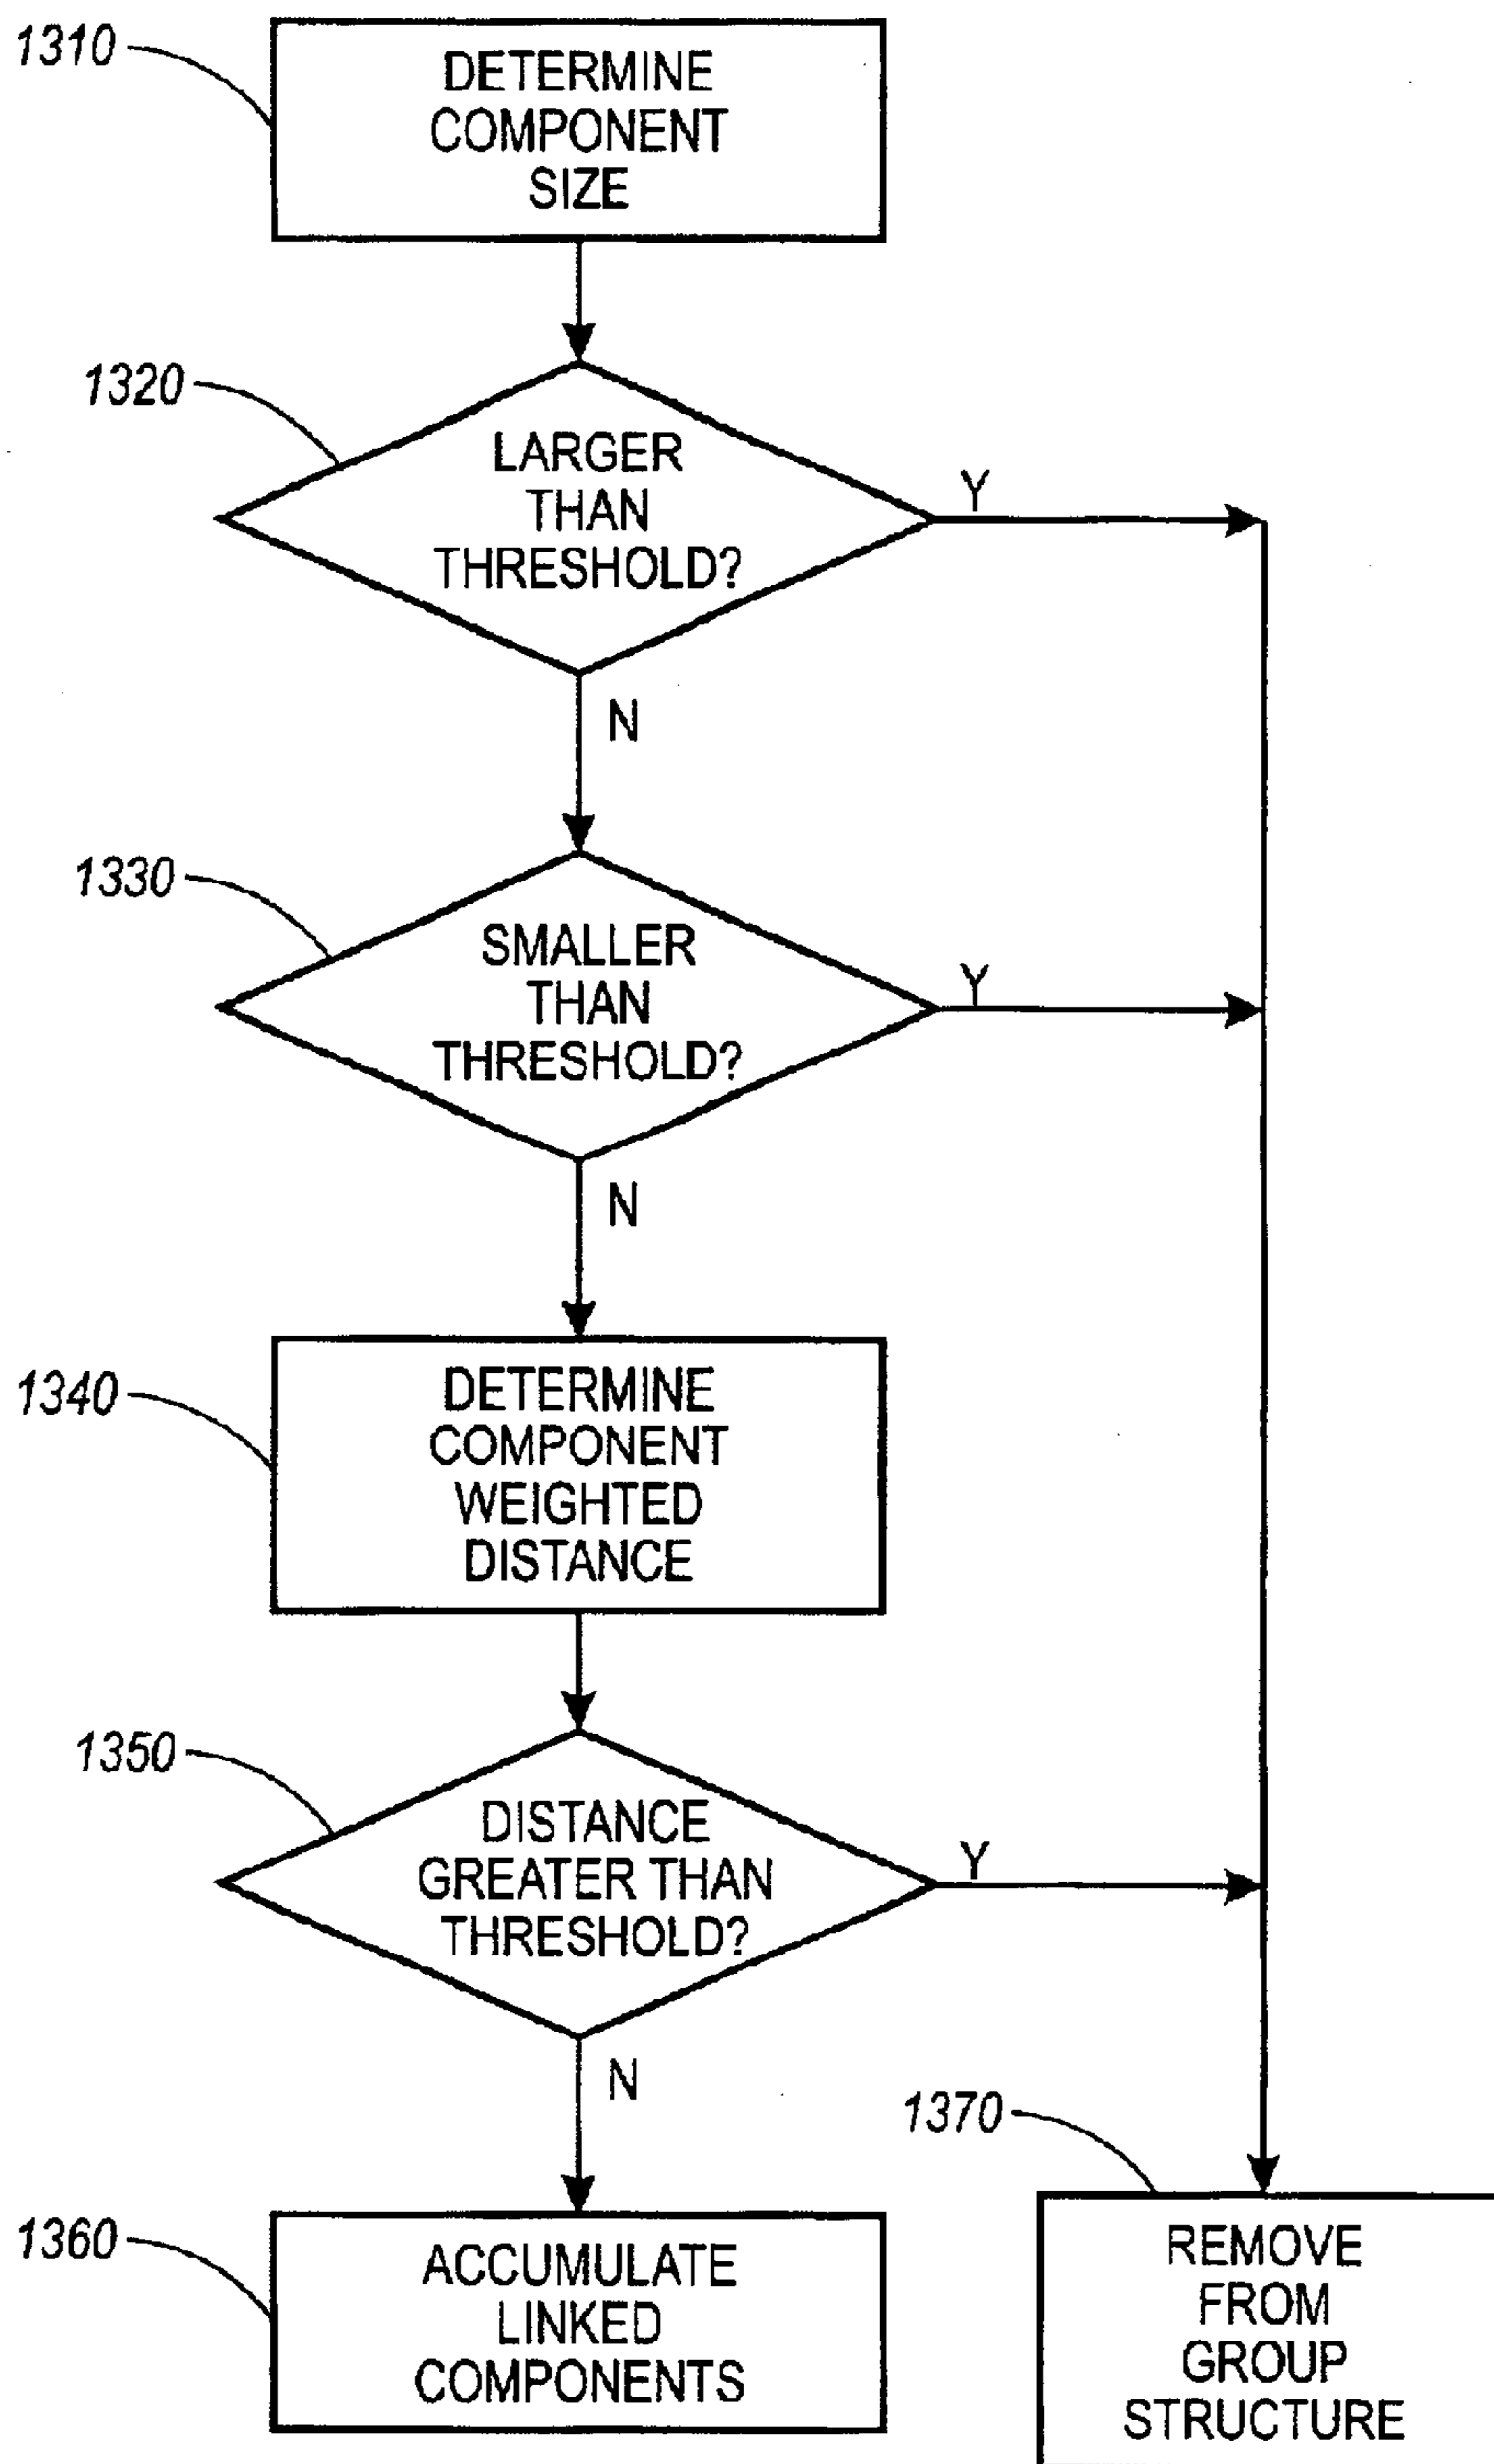 1310
DETERMINE
COMPONENT
SIZE
1320
LARGER
THAN
THRESHOLD?
Y
N
1330
SMALLER
THAN
THRESHOLD?
Y
N
1340
DETERMINE
COMPONENT
WEIGHTED
DISTANCE
1350
DISTANCE
GREATER THAN
THRESHOLD?
Y
N
1360
ACCUMULATE
LINKED
COMPONENTS
1370
REMOVE
FROM
GROUP
STRUCTURE